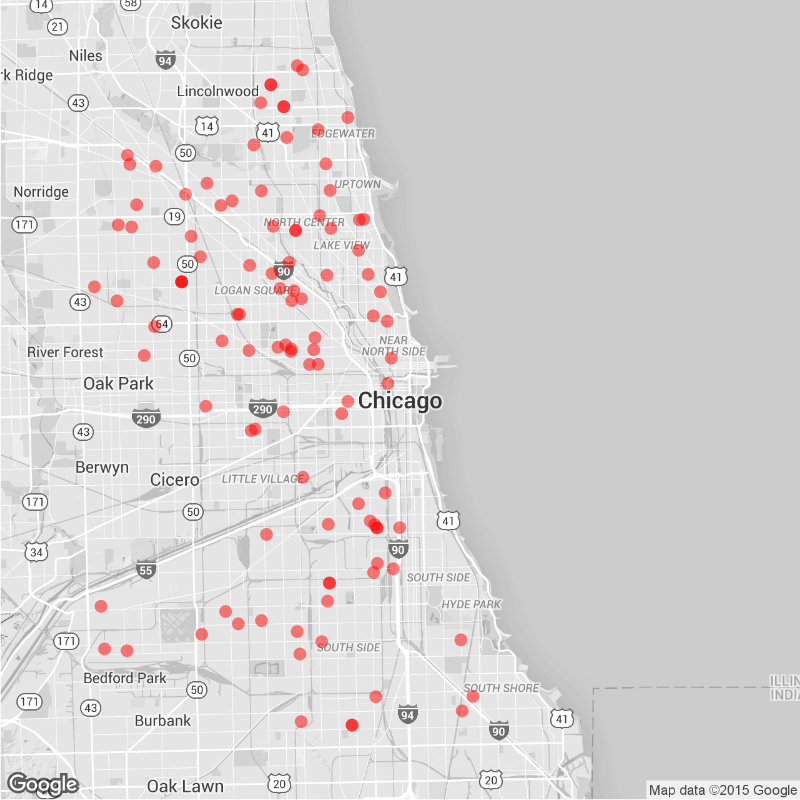 14
58
Skokie
21
Niles
94
rk Ridge
Lincolnwood
43
14
41
EDGEWATER
50
UPTOWN
Norridge
19
171
NORTH CENTER
LAKE VIEW
50
90
41
LOGAN SQUARE
43
64
NEAR
NORTH SIDE
River Forest
50
Oak Park
Chicago
290
290
43
Berwyn
Cicero
LITTLE VILLAGE
171
50
41
34
90
55
SOUTH SIDE
HYDE PARK
171
SOUTH SIDE
Bedford Park
ILLIN
INDIA
SOUTH SHORE
50
171
43
94
Burbank
41
90
Google
Oak Lawn
20
20
Map data ©2015 Google